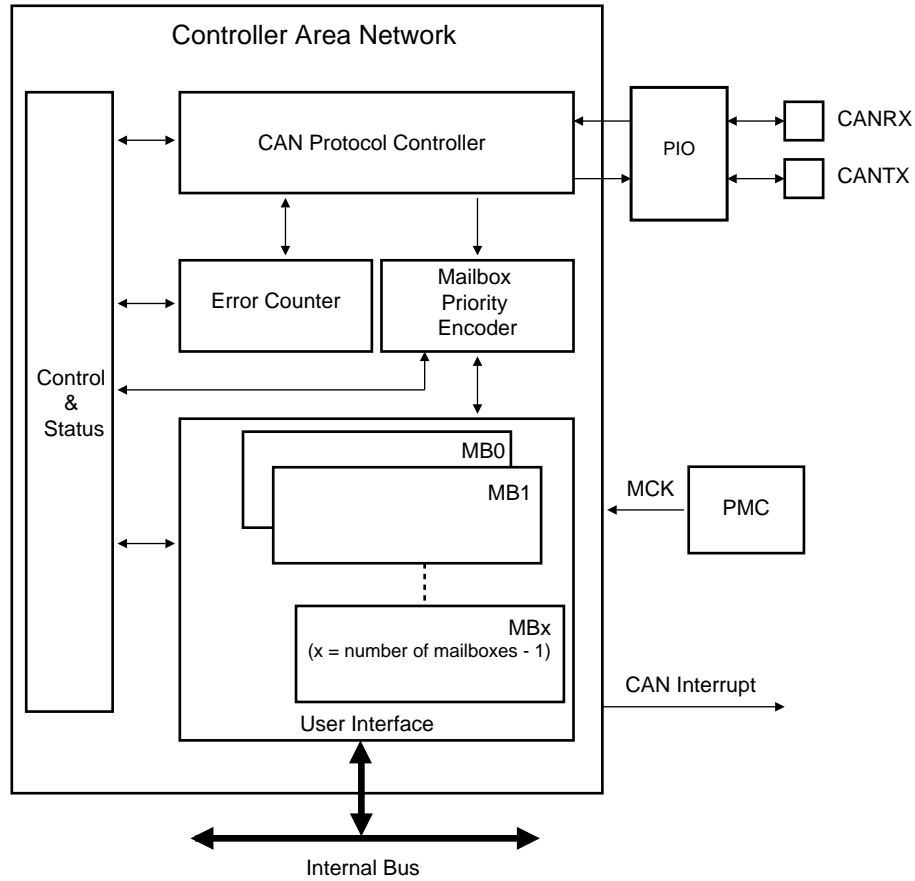 Controller Area Network
CAN Protocol Controller
PIO
CANRX
CANTX
Error Counter
Mailbox
Priority
Encoder
Control
&
Status
MB0
MB1
MCK
PMC
MBx
(x = number of mailboxes - 1)
CAN Interrupt
User Interface
Internal Bus